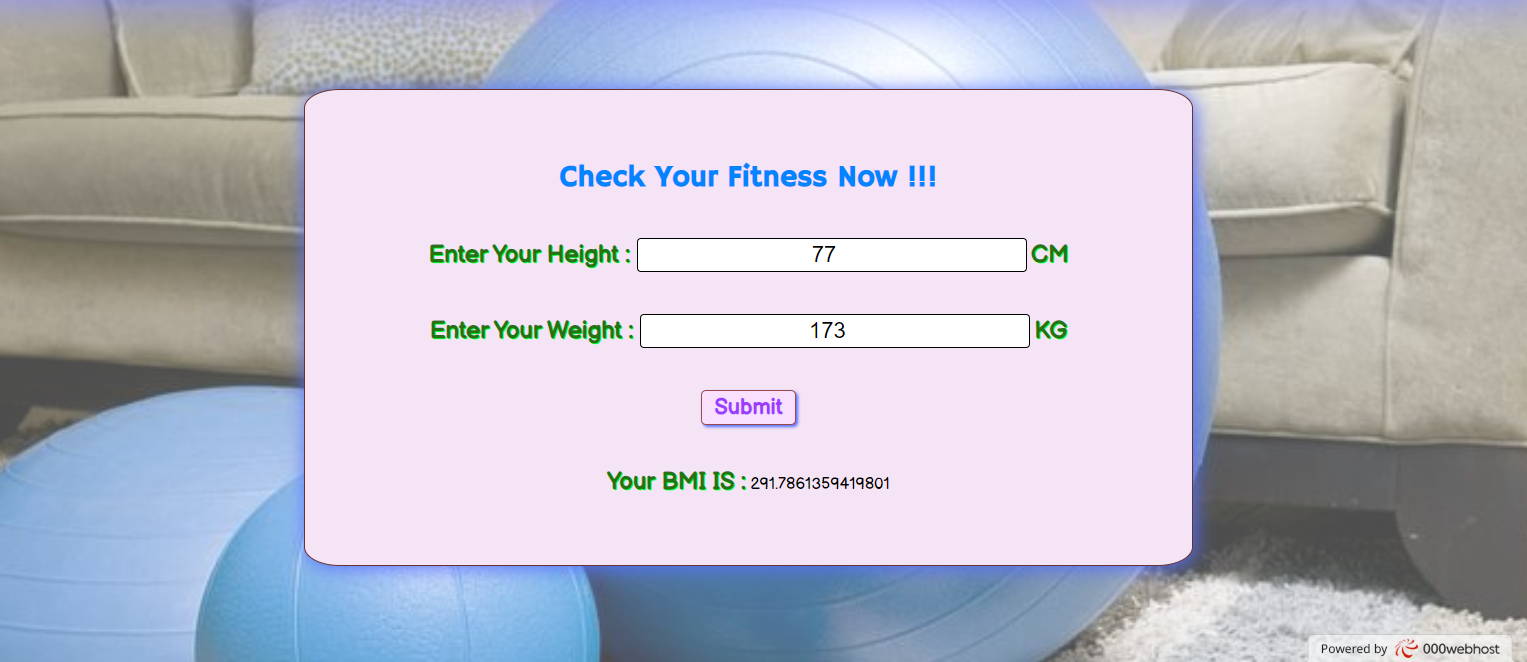 Check Your Fitness Now !!!
Enter Your Height : 77 CM
Enter Your Weight : 173 KG
Submit
Your BMI IS : 291.7861359419801
Powered by 000webhost